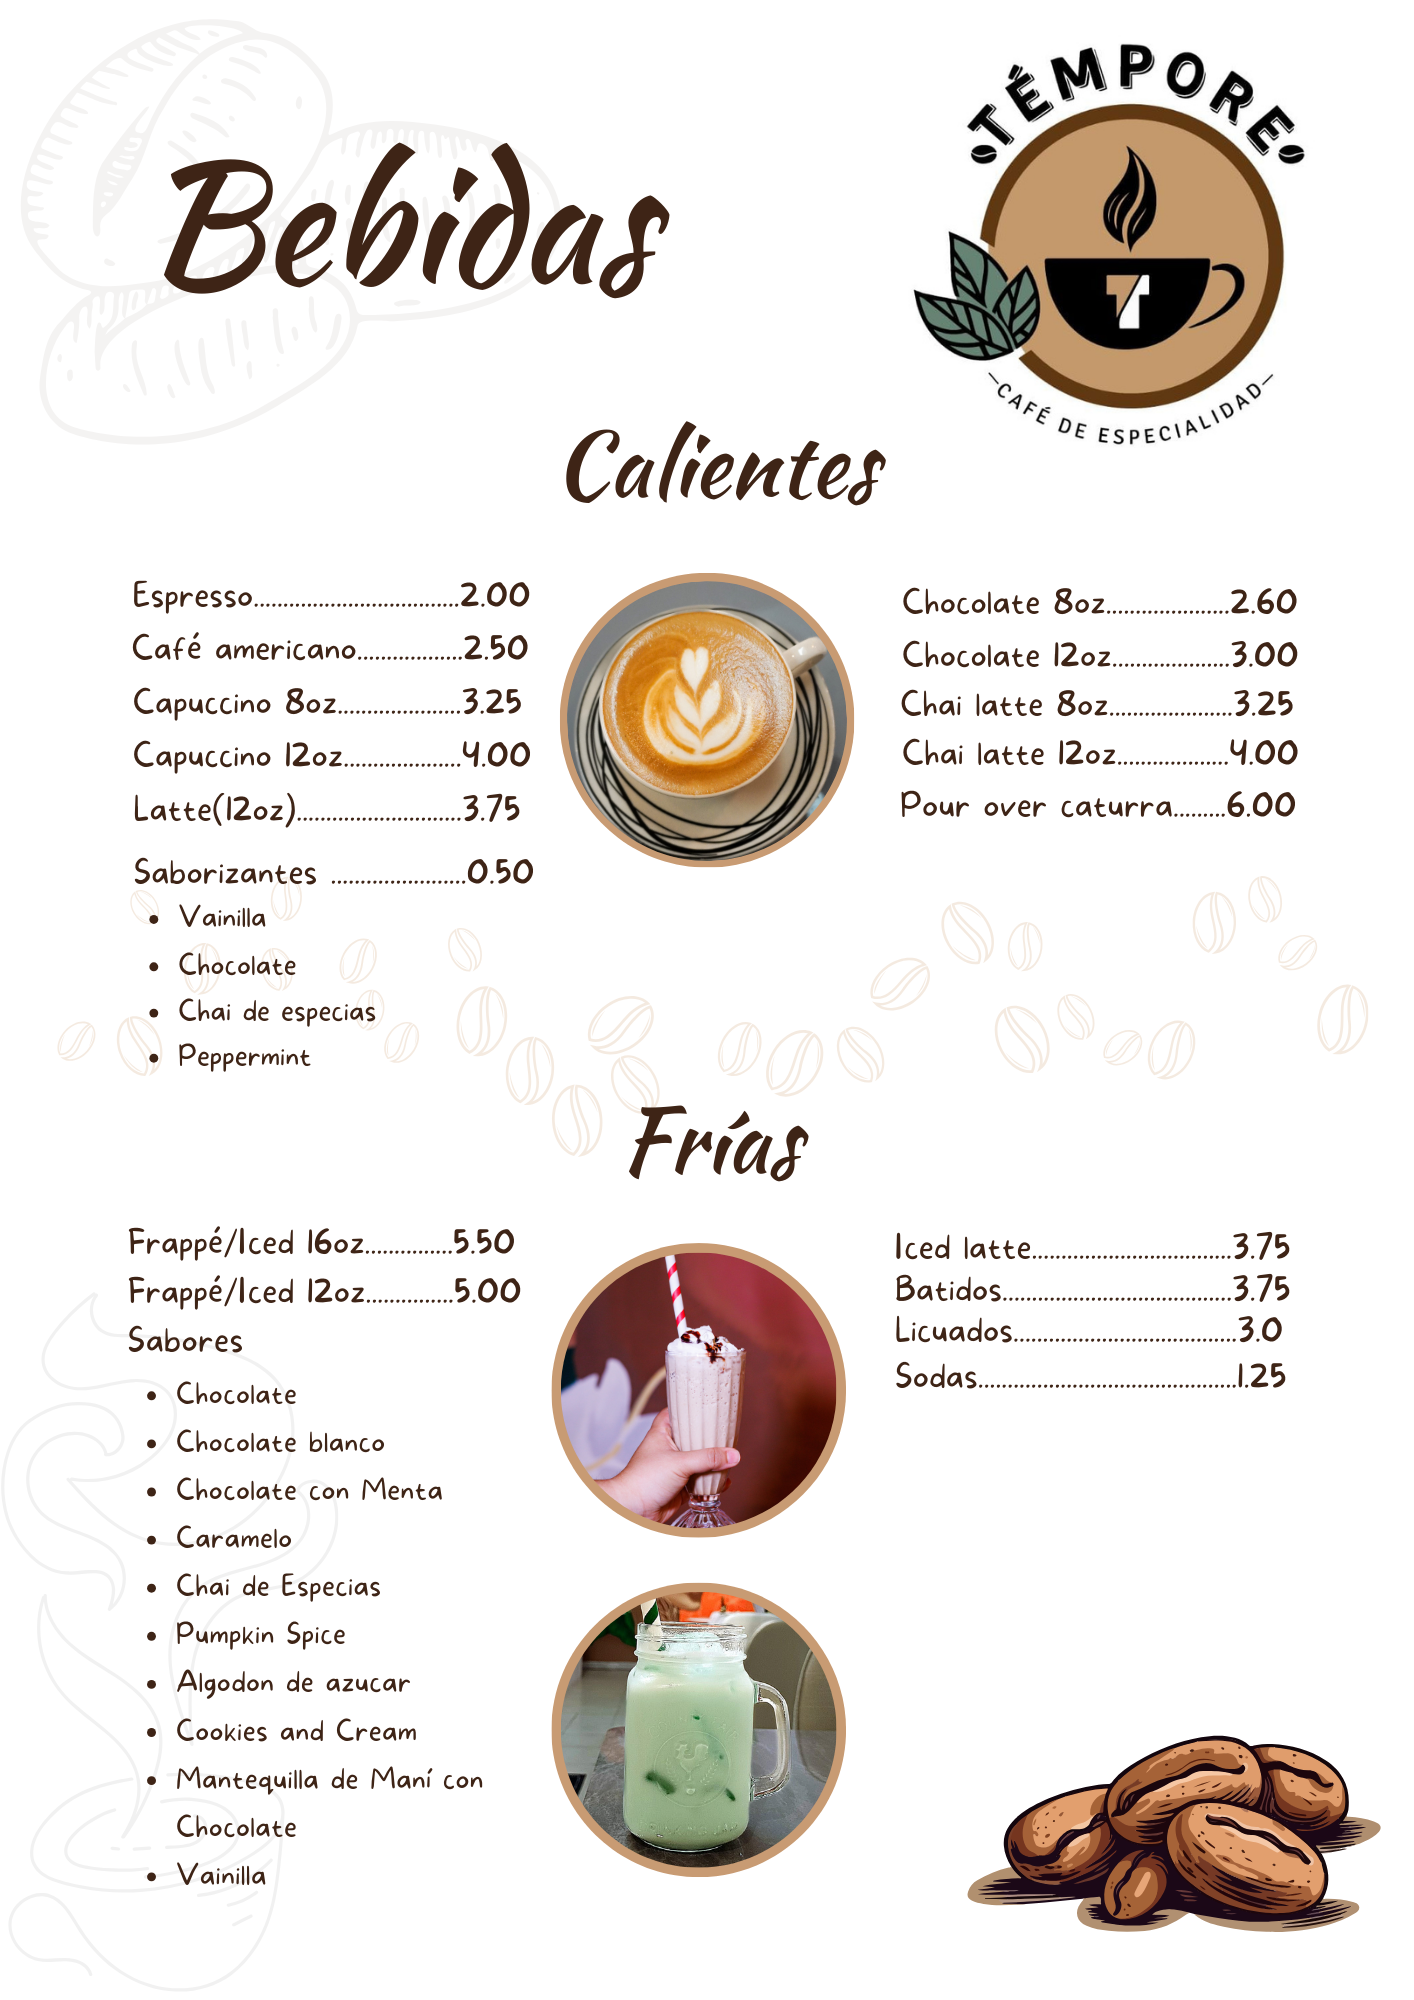 Bebidas
TÉMPORE
CAFÉ DE ESPECIALIDAD
Calientes
Espresso...................................2.00
Café americano..................2.50
Capuccino 8oz.....................3.25
Capuccino 12oz....................4.00
Latte(12oz)............................3.75
Saborizantes .......................0.50
• Vainilla
• Chocolate
• Chai de especias
• Peppermint
Chocolate 8oz.....................2.60
Chocolate 12oz....................3.00
Chai latte 8oz.....................3.25
Chai latte 12oz...................4.00
Pour over caturra.........6.00
Frías
Frappé/Iced 16oz...............5.50
Frappé/Iced 12oz...............5.00
Sabores
• Chocolate
• Chocolate blanco
• Chocolate con Menta
• Caramelo
• Chai de Especias
• Pumpkin Spice
• Algodon de azucar
• Cookies and Cream
• Mantequilla de Maní con
Chocolate
• Vainilla
Iced latte..................................3.75
Batidos.......................................3.75
Licuados......................................3.0
Sodas............................................1.25